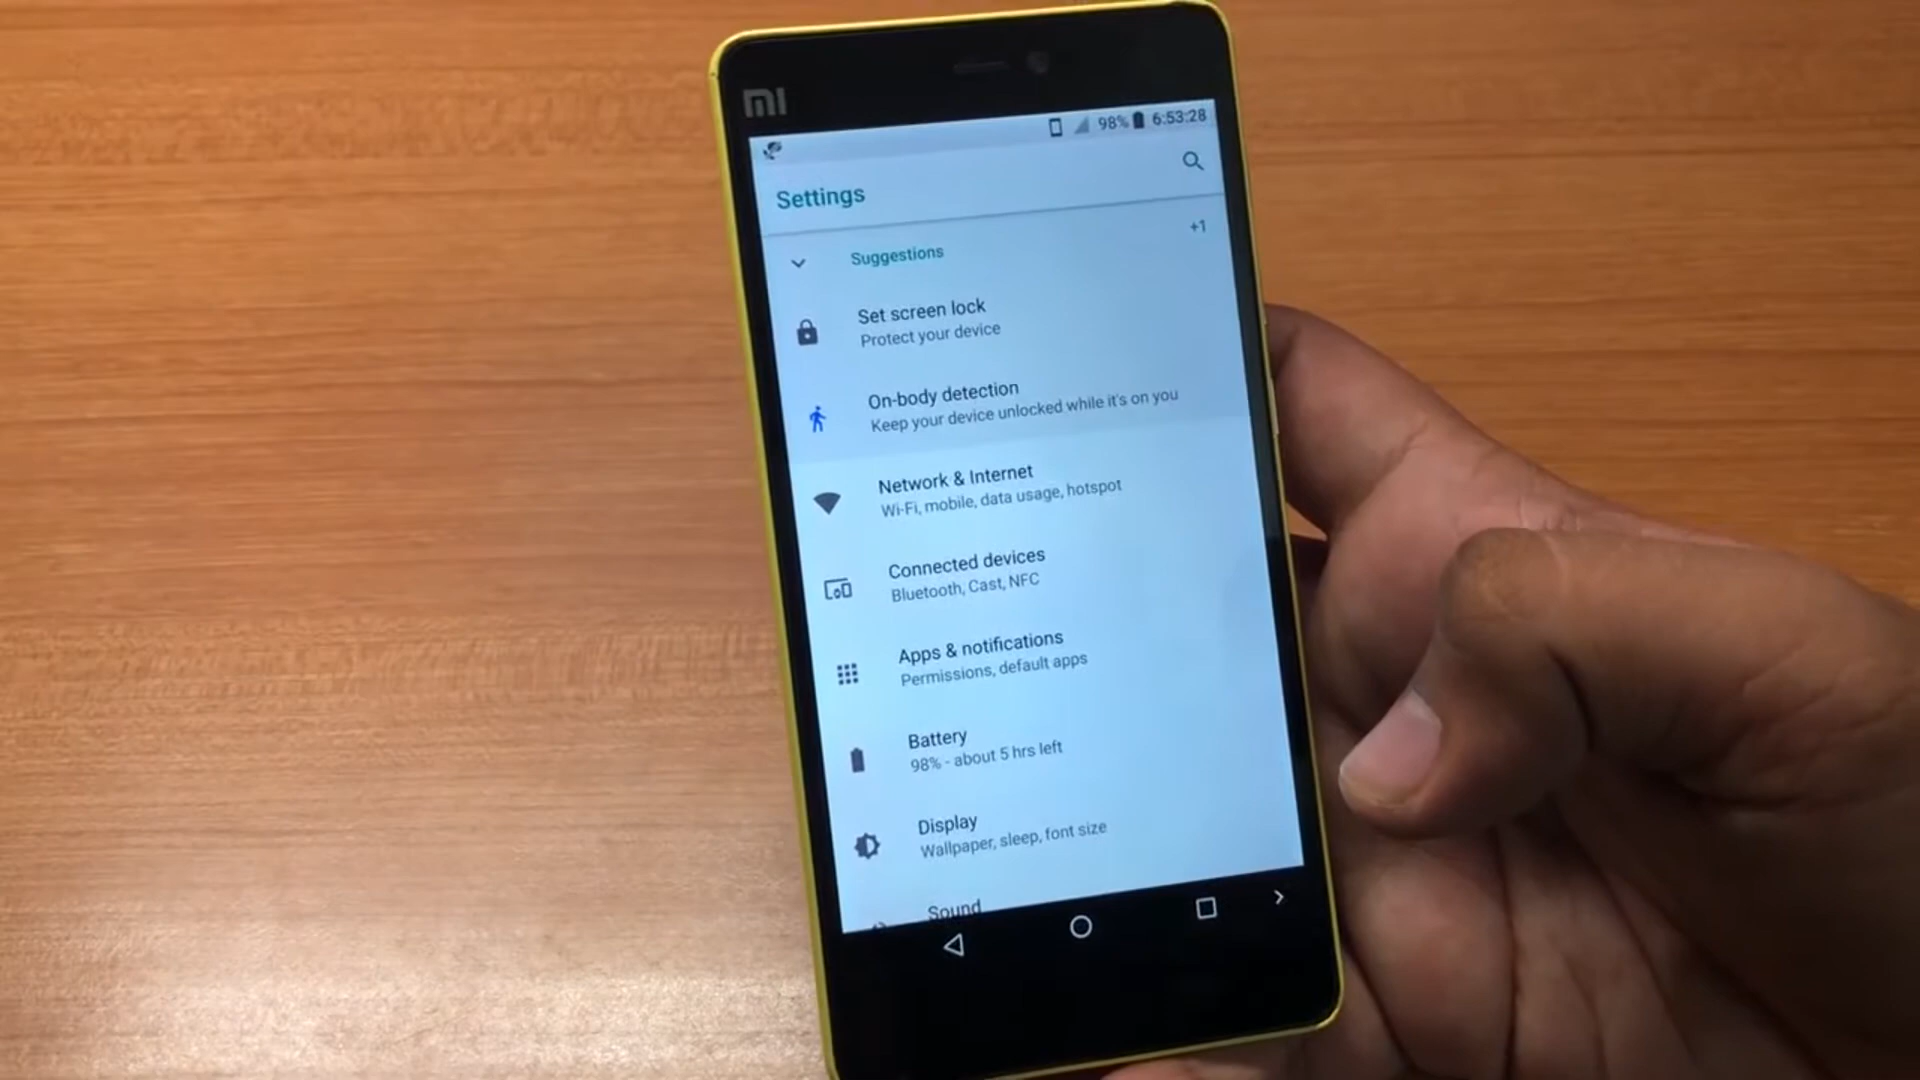 mi
98% 6:53:28
Settings
Suggestions +1
Set screen lock
Protect your device
On-body detection
Keep your device unlocked while it's on you
Network & Internet
Wi-Fi, mobile, data usage, hotspot
Connected devices
Bluetooth, Cast, NFC
Apps & notifications
Permissions, default apps
Battery
98% - about 5 hrs left
Display
Wallpaper, sleep, font size
Sound